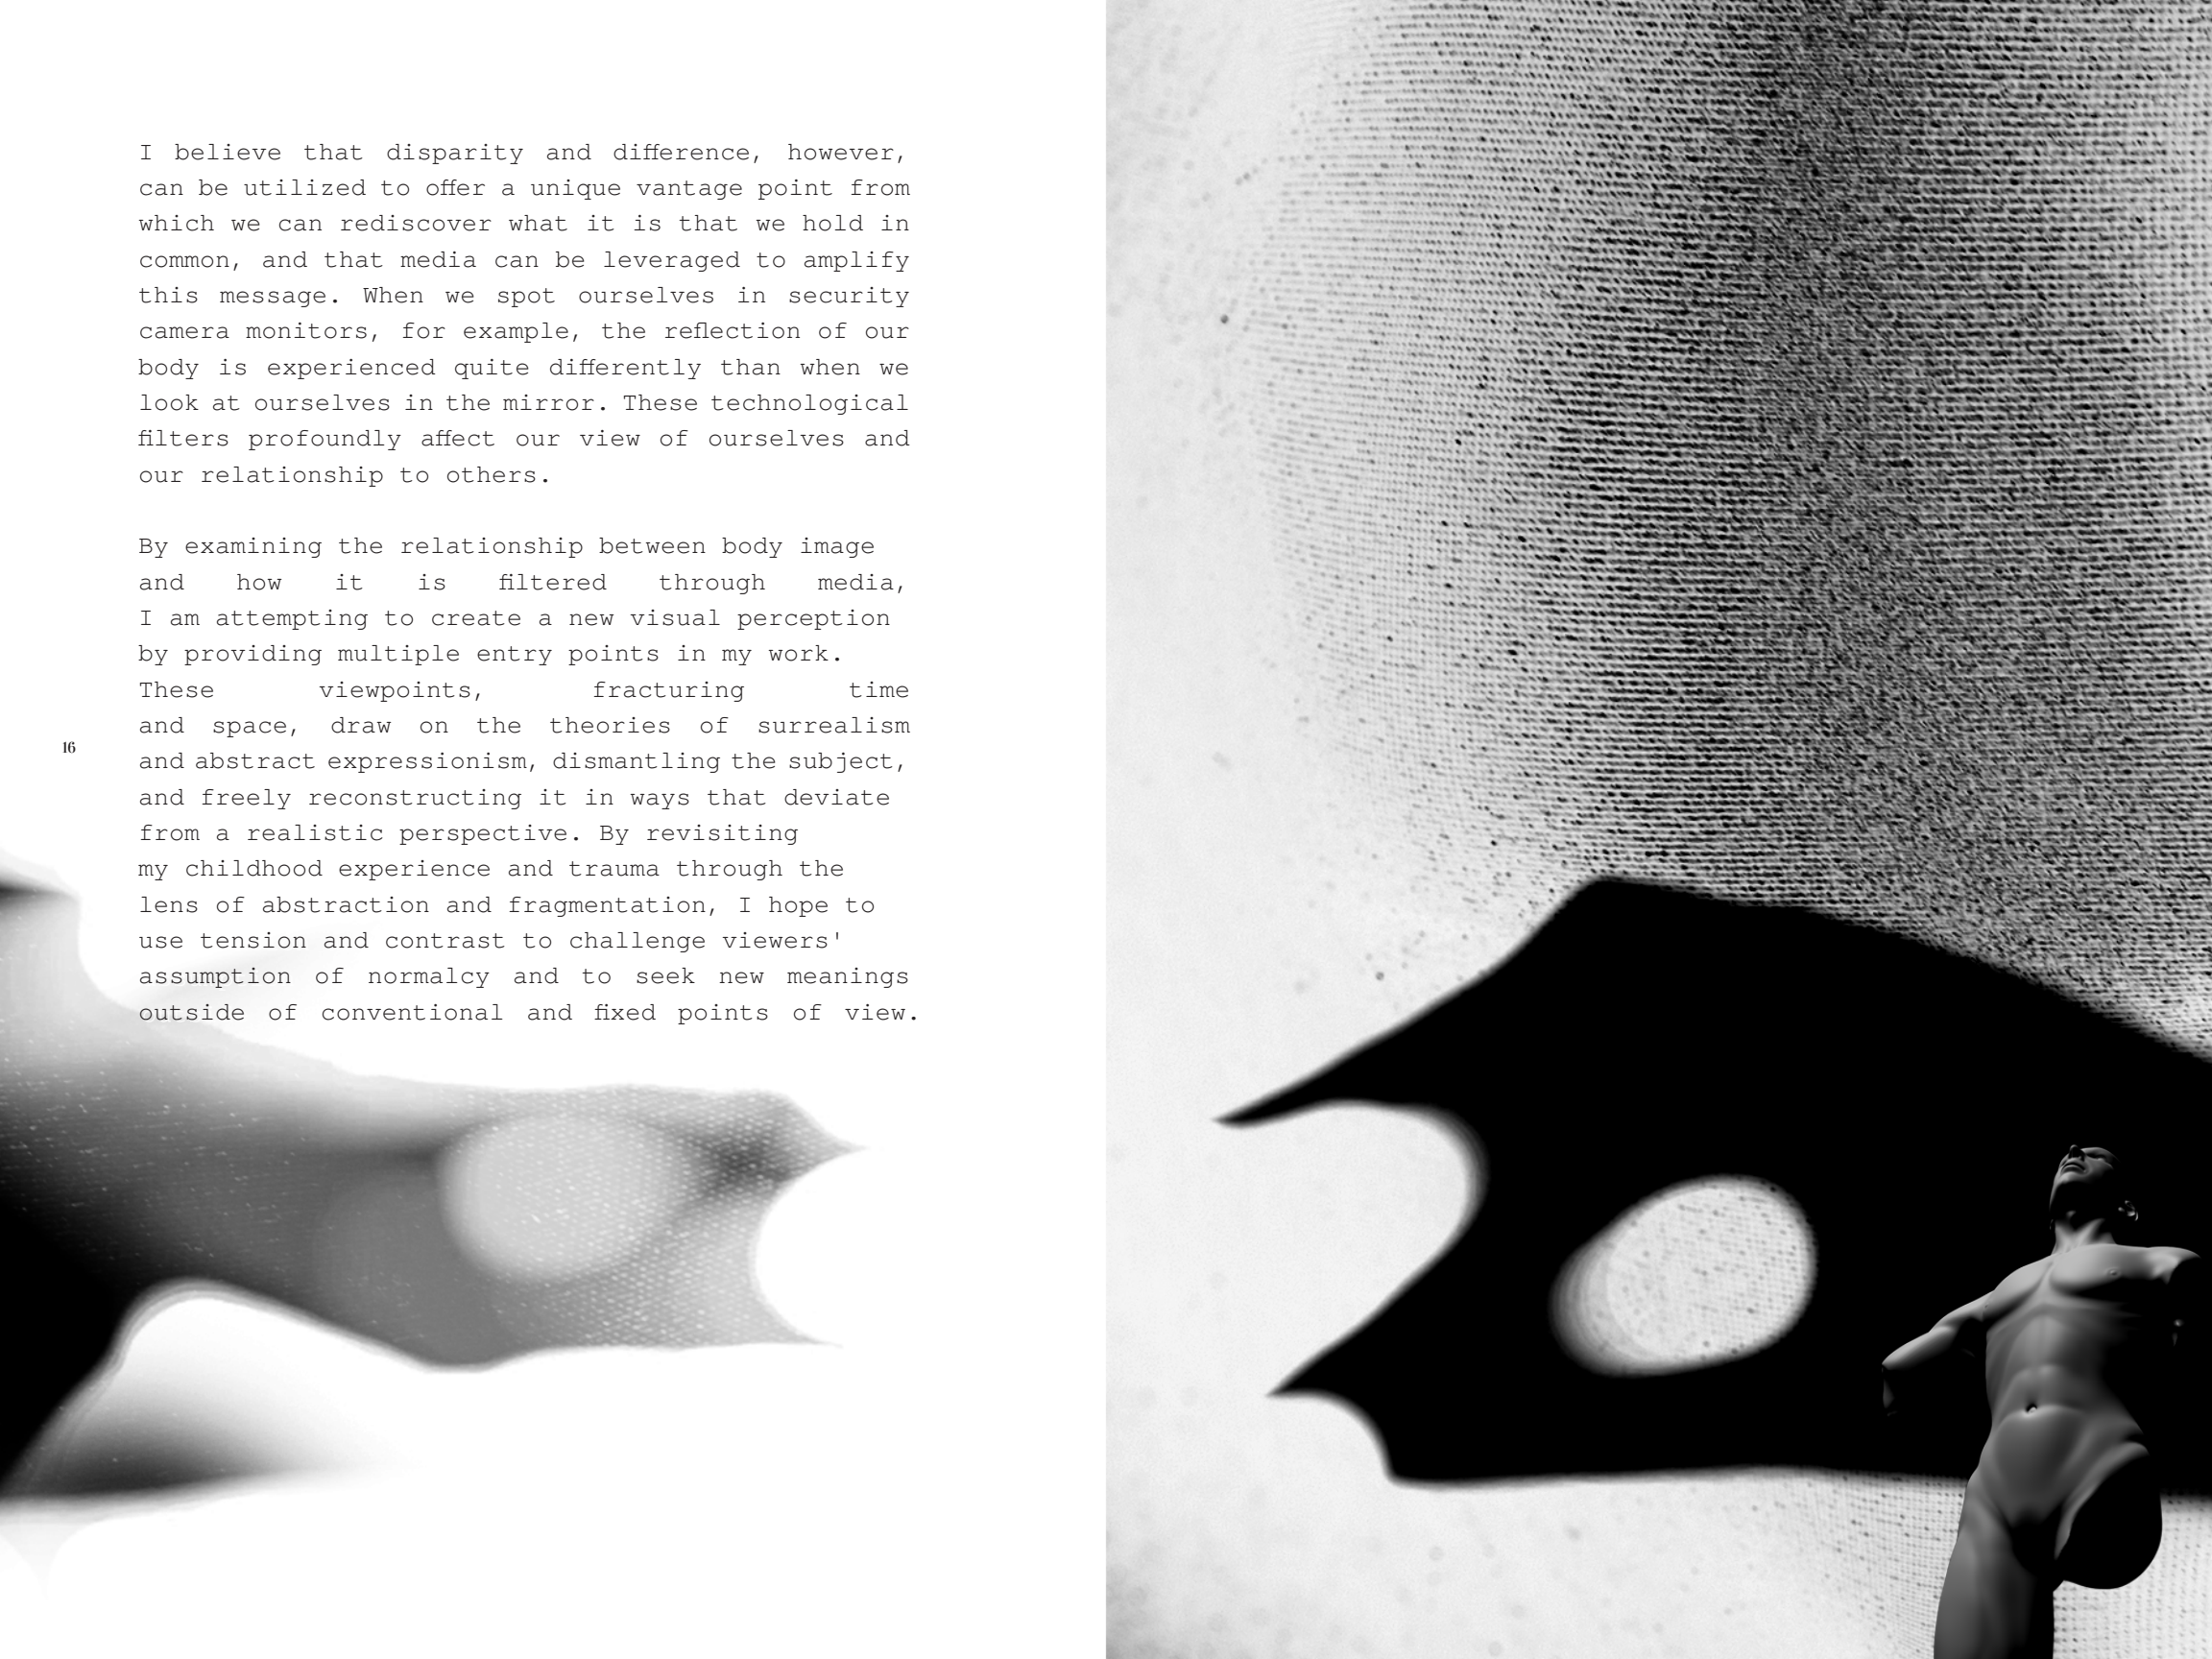 I believe that disparity and difference, however,
can be utilized to offer a unique vantage point from
which we can rediscover what it is that we hold in
common, and that media can be leveraged to amplify
this message. When we spot ourselves in security
camera monitors, for example, the reflection of our
body is experienced quite differently than when we
look at ourselves in the mirror. These technological
filters profoundly affect our view of ourselves and
our relationship to others.
By examining the relationship between body image
and how it is filtered through media,
I am attempting to create a new visual perception
by providing multiple entry points in my work.
These viewpoints, fracturing time
and space, draw on the theories of surrealism
and abstract expressionism, dismantling the subject,
and freely reconstructing it in ways that deviate
from a realistic perspective. By revisiting
my childhood experience and trauma through the
lens of abstraction and fragmentation, I hope to
use tension and contrast to challenge viewers'
assumption of normalcy and to seek new meanings
outside of conventional and fixed points of view.
16